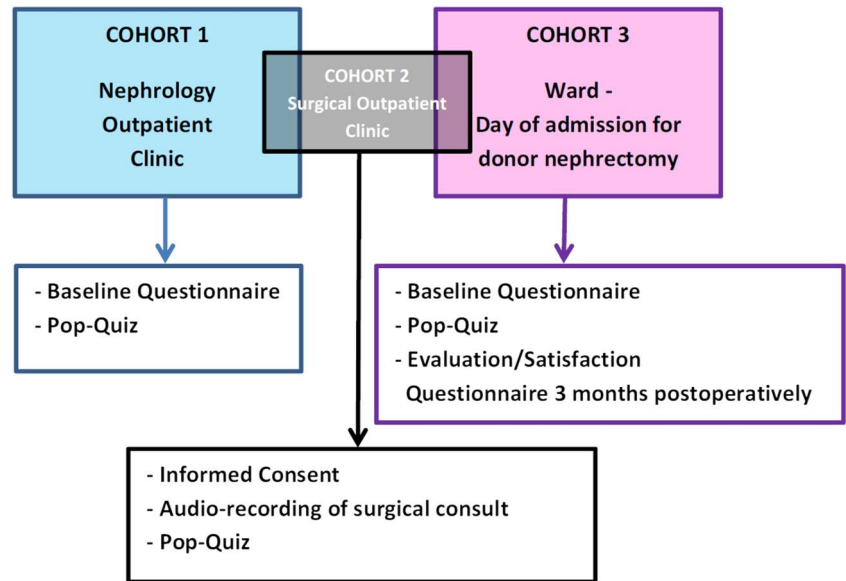 COHORT 1
Nephrology
Outpatient
Clinic
COHORT 2
Surgical Outpatient
Clinic
COHORT 3
Ward -
Day of admission for
donor nephrectomy
- Baseline Questionnaire
- Pop-Quiz
- Baseline Questionnaire
- Pop-Quiz
- Evaluation/Satisfaction
Questionnaire 3 months postoperatively
- Informed Consent
- Audio-recording of surgical consult
- Pop-Quiz